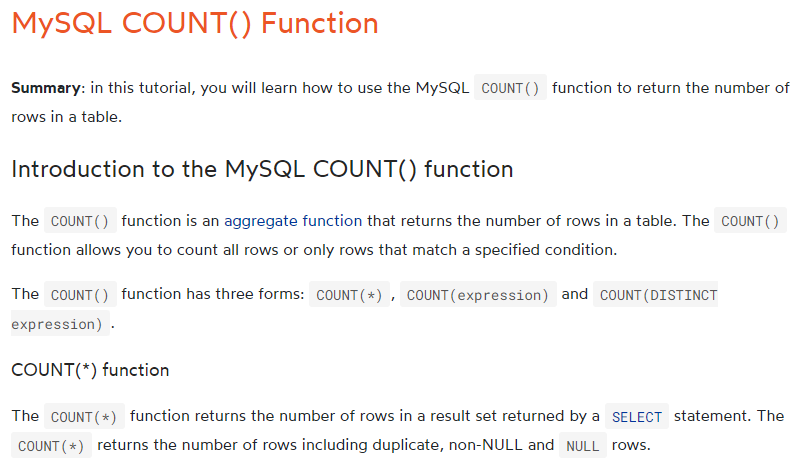 MySQL COUNT() Function
Summary: in this tutorial, you will learn how to use the MySQL COUNT() function to return the number of
rows in a table.
Introduction to the MySQL COUNT() function
The COUNT() function is an aggregate function that returns the number of rows in a table. The COUNT()
function allows you to count all rows or only rows that match a specified condition.
The COUNT() function has three forms: COUNT(*) , COUNT(expression) and COUNT(DISTINCT
expression) .
COUNT(*) function
The COUNT(*) function returns the number of rows in a result set returned by a SELECT statement. The
COUNT(*) returns the number of rows including duplicate, non-NULL and NULL rows.